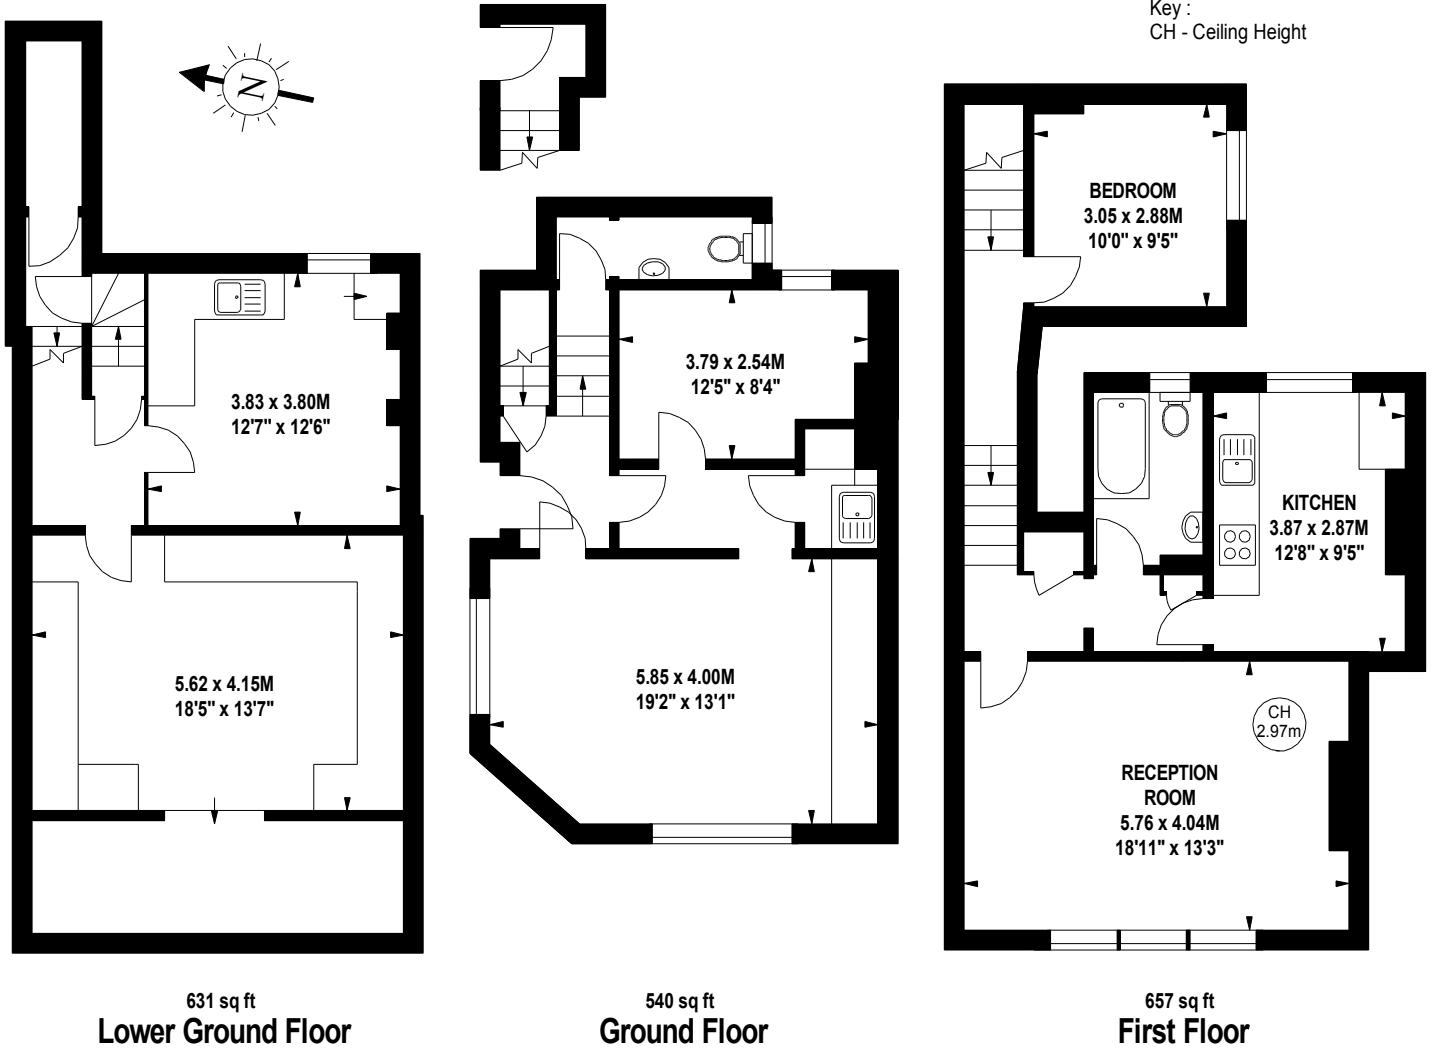 Key :
CH - Ceiling Height
N
3.83 x 3.80M
12'7" x 12'6"
5.62 x 4.15M
18'5" x 13'7"
631 sq ft
Lower Ground Floor
3.79 x 2.54M
12'5" x 8'4"
5.85 x 4.00M
19'2" x 13'1"
540 sq ft
Ground Floor
BEDROOM
3.05 x 2.88M
10'0" x 9'5"
KITCHEN
3.87 x 2.87M
12'8" x 9'5"
CH
2.97m
RECEPTION
ROOM
5.76 x 4.04M
18'11" x 13'3"
657 sq ft
First Floor